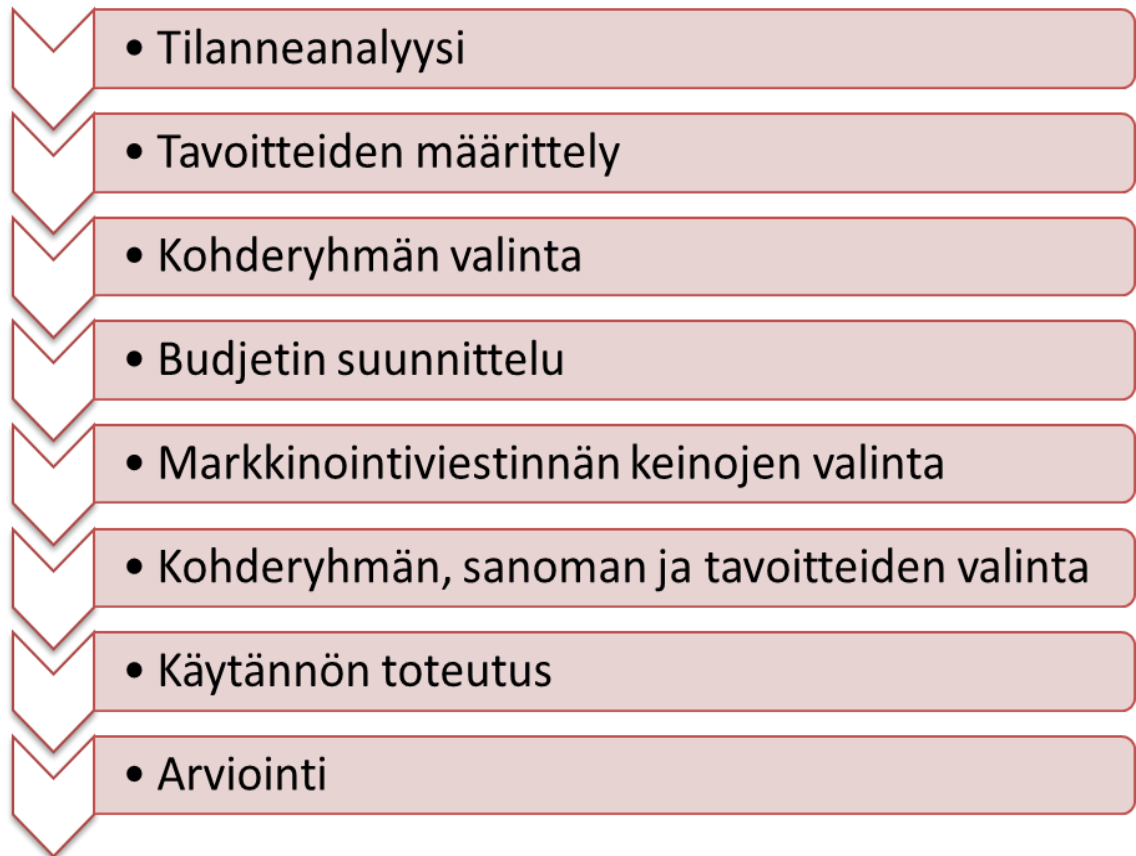 • Tilanneanalyysi
• Tavoitteiden määrittely
• Kohderyhmän valinta
• Budjetin suunnittelu
• Markkinointiviestinnän keinojen valinta
• Kohderyhmän, sanoman ja tavoitteiden valinta
• Käytännön toteutus
• Arviointi